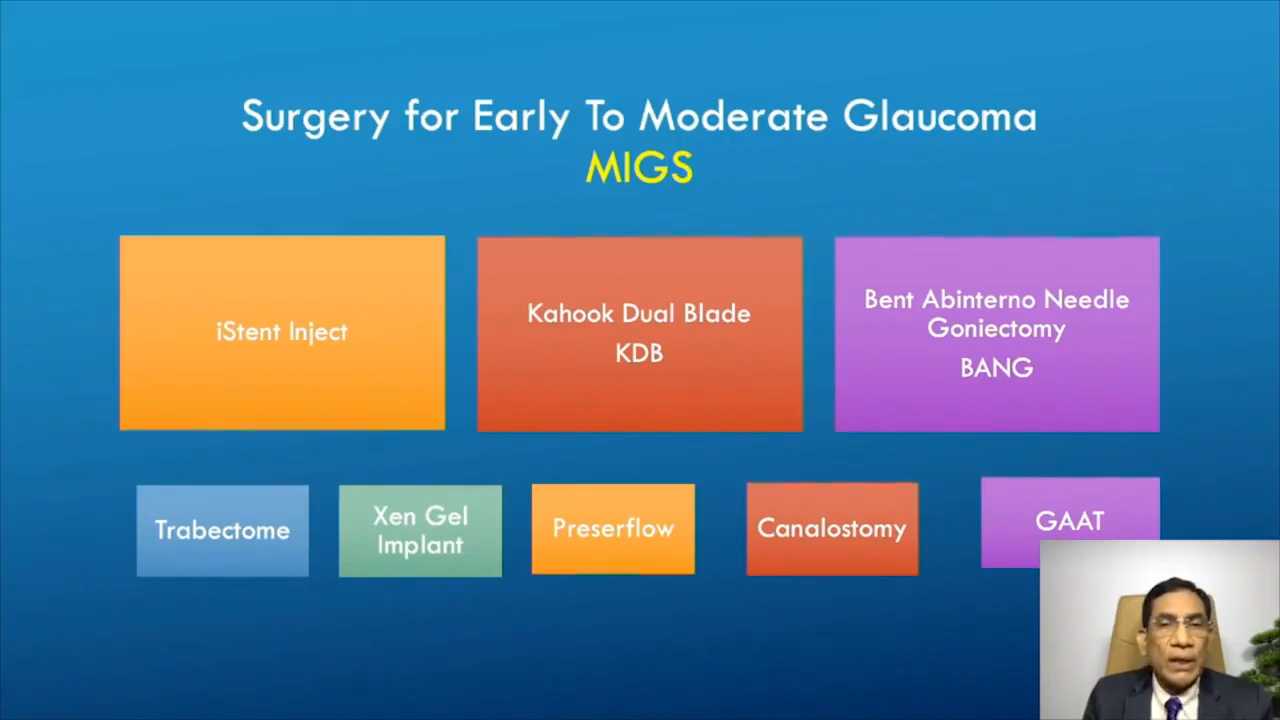 Surgery for Early To Moderate Glaucoma
MIGS
iStent Inject
Kahook Dual Blade
KDB
Bent Abinterno Needle
Goniectomy
BANG
Trabectome
Xen Gel
Implant
Preserflow
Canalostomy
GAAT